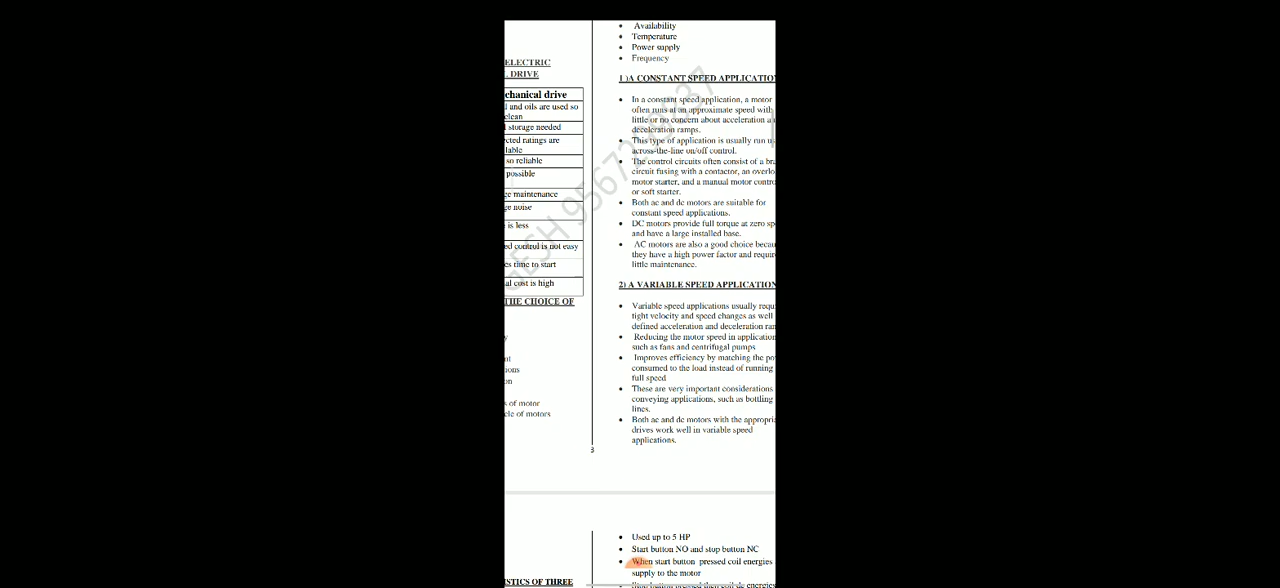 ELECTRIC
DRIVE
chanical drive
and oils are used so
clean
storage needed
cted ratings are
lable
so reliable
possible
ge maintenance
ge noise
is less
ed control is not easy
es time to start
al cost is high
THE CHOICE OF
y
nt
ions
on
s of motor
cle of motors
3
• Availability
• Temperature
• Power supply
• Frequency
1 )A CONSTANT SPEED APPLICATIO
• In a constant speed application, a motor
often runs at an approximate speed with
little or no concern about acceleration a
deceleration ramps.
• This type of application is usually run u
across-the-line on/off control.
• The control circuits often consist of a bra
circuit fusing with a contactor, an overlo
motor starter, and a manual motor contro
or soft starter.
• Both ac and dc motors are suitable for
constant speed applications.
• DC motors provide full torque at zero sp
and have a large installed base.
• AC motors are also a good choice becau
they have a high power factor and requir
little maintenance.
2) A VARIABLE SPEED APPLICATION
• Variable speed applications usually requ
tight velocity and speed changes as well
defined acceleration and deceleration ran
• Reducing the motor speed in application
such as fans and centrifugal pumps
• Improves efficiency by matching the po
consumed to the load instead of running
full speed
• These are very important considerations
conveying applications, such as bottling
lines.
• Both ac and dc motors with the appropri
drives work well in variable speed
applications.
RSTICS OF THREE
• Used up to 5 HP
• Start button NO and stop button NC
• When start button pressed coil energies
supply to the motor